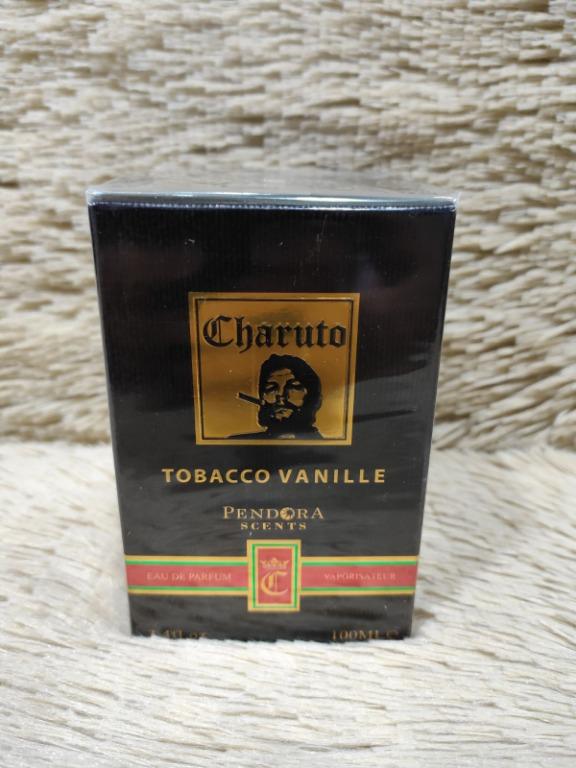 Charuto
TOBACCO VANILLE
PENDORA
SCENTS
EAU DE PARFUM
C
VAPORISATEUR
100ML e